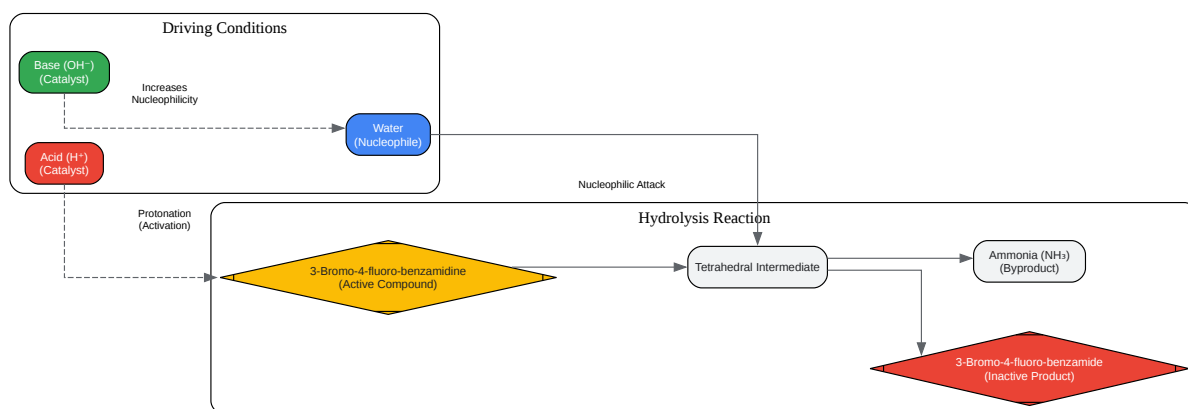 Driving Conditions
Base (OH⁻)
(Catalyst)
Increases
Nucleophilicity
Water
(Nucleophile)
Acid (H⁺)
(Catalyst)
Nucleophilic Attack
Protonation
(Activation)
Hydrolysis Reaction
3-Bromo-4-fluoro-benzamidine
(Active Compound)
Tetrahedral Intermediate
Ammonia (NH₃)
(Byproduct)
3-Bromo-4-fluoro-benzamide
(Inactive Product)